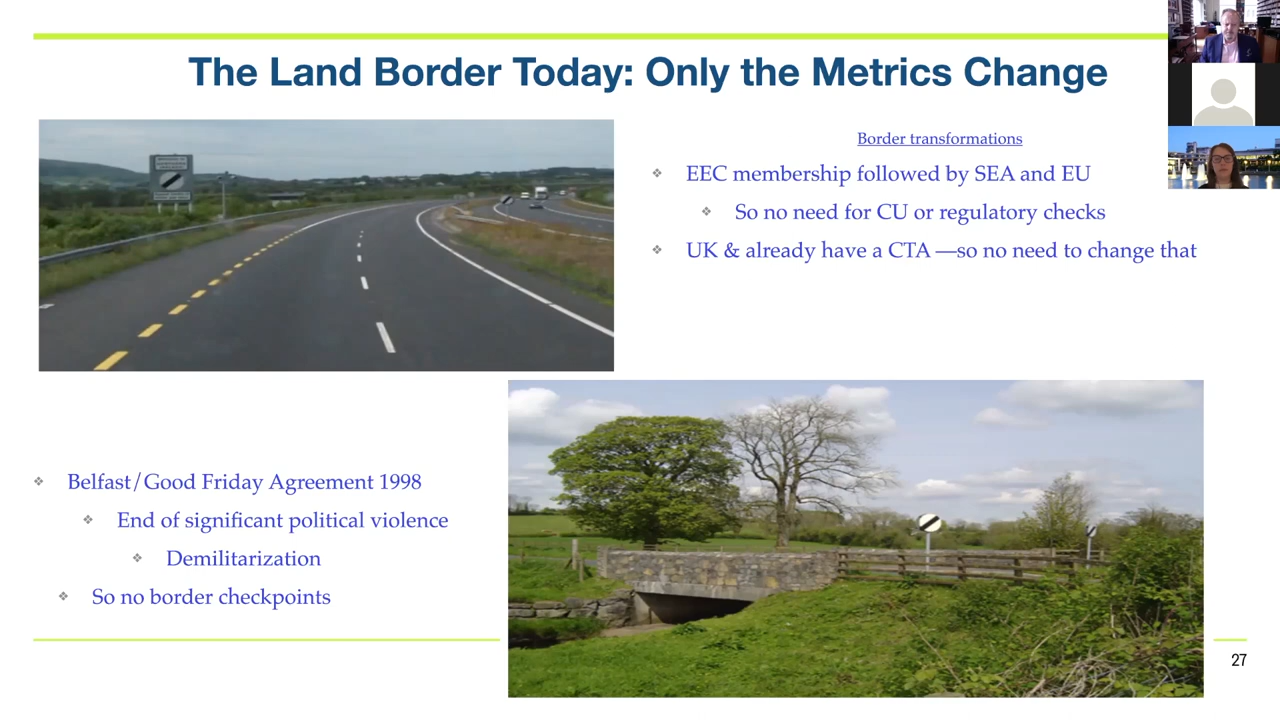 The Land Border Today: Only the Metrics Change
Border transformations
❖ EEC membership followed by SEA and EU
❖ So no need for CU or regulatory checks
❖ UK & already have a CTA —so no need to change that
❖ Belfast/Good Friday Agreement 1998
❖ End of significant political violence
❖ Demilitarization
❖ So no border checkpoints
27